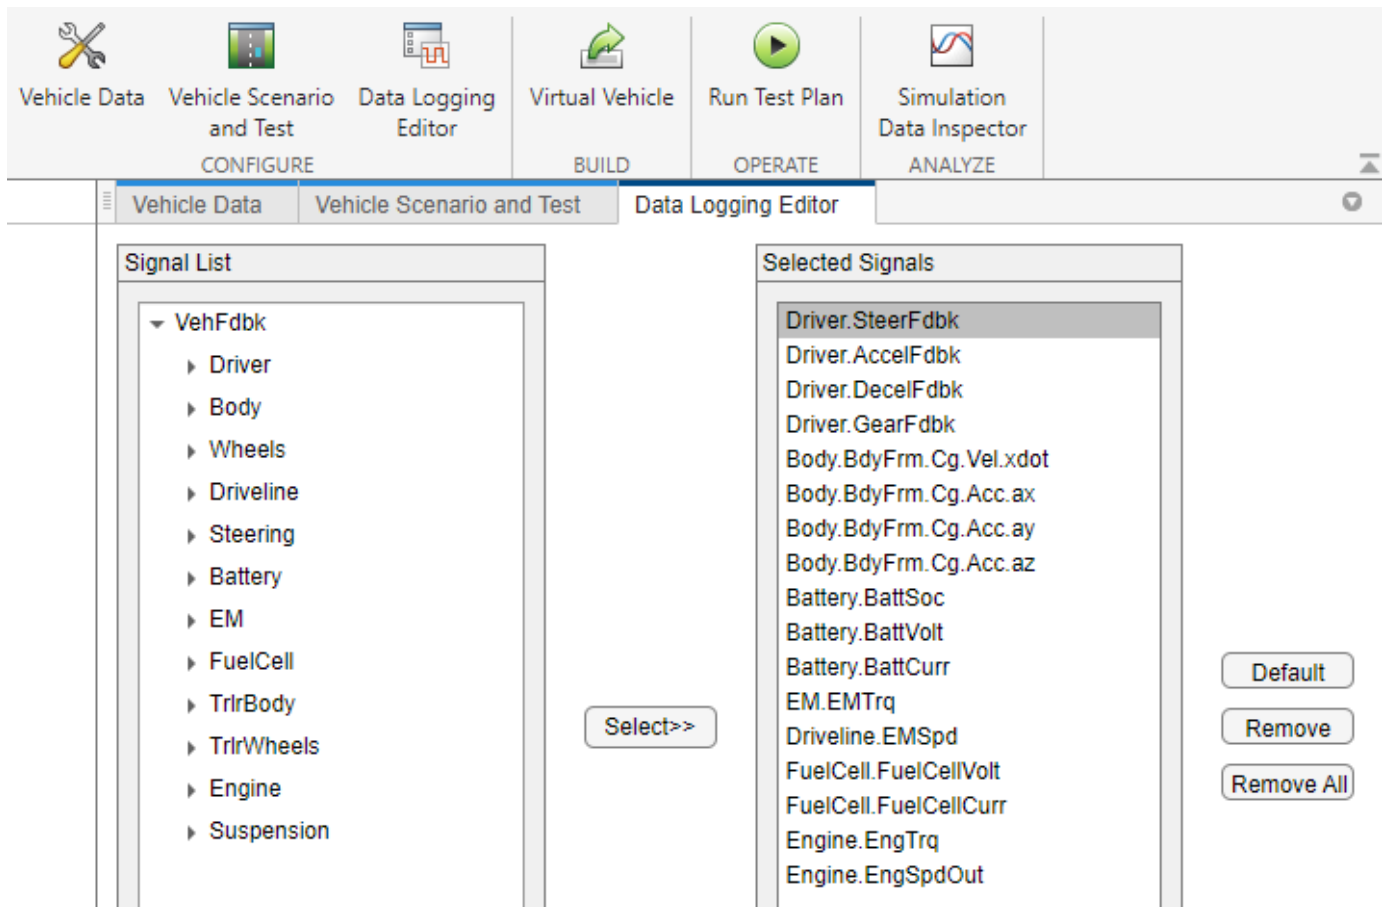 Vehicle Data
Vehicle Scenario
and Test
Data Logging
Editor
Virtual Vehicle
Run Test Plan
Simulation
Data Inspector
CONFIGURE
BUILD
OPERATE
ANALYZE
Vehicle Data
Vehicle Scenario and Test
Data Logging Editor
Signal List
VehFdbk
Driver
Body
Wheels
Driveline
Steering
Battery
EM
FuelCell
TrlrBody
TrlrWheels
Engine
Suspension
Select>>
Selected Signals
Driver.SteerFdbk
Driver.AccelFdbk
Driver.DecelFdbk
Driver.GearFdbk
Body.BdyFrm.Cg.Vel.xdot
Body.BdyFrm.Cg.Acc.ax
Body.BdyFrm.Cg.Acc.ay
Body.BdyFrm.Cg.Acc.az
Battery.BattSoc
Battery.BattVolt
Battery.BattCurr
EM.EMTrq
Driveline.EMSpd
FuelCell.FuelCellVolt
FuelCell.FuelCellCurr
Engine.EngTrq
Engine.EngSpdOut
Default
Remove
Remove All